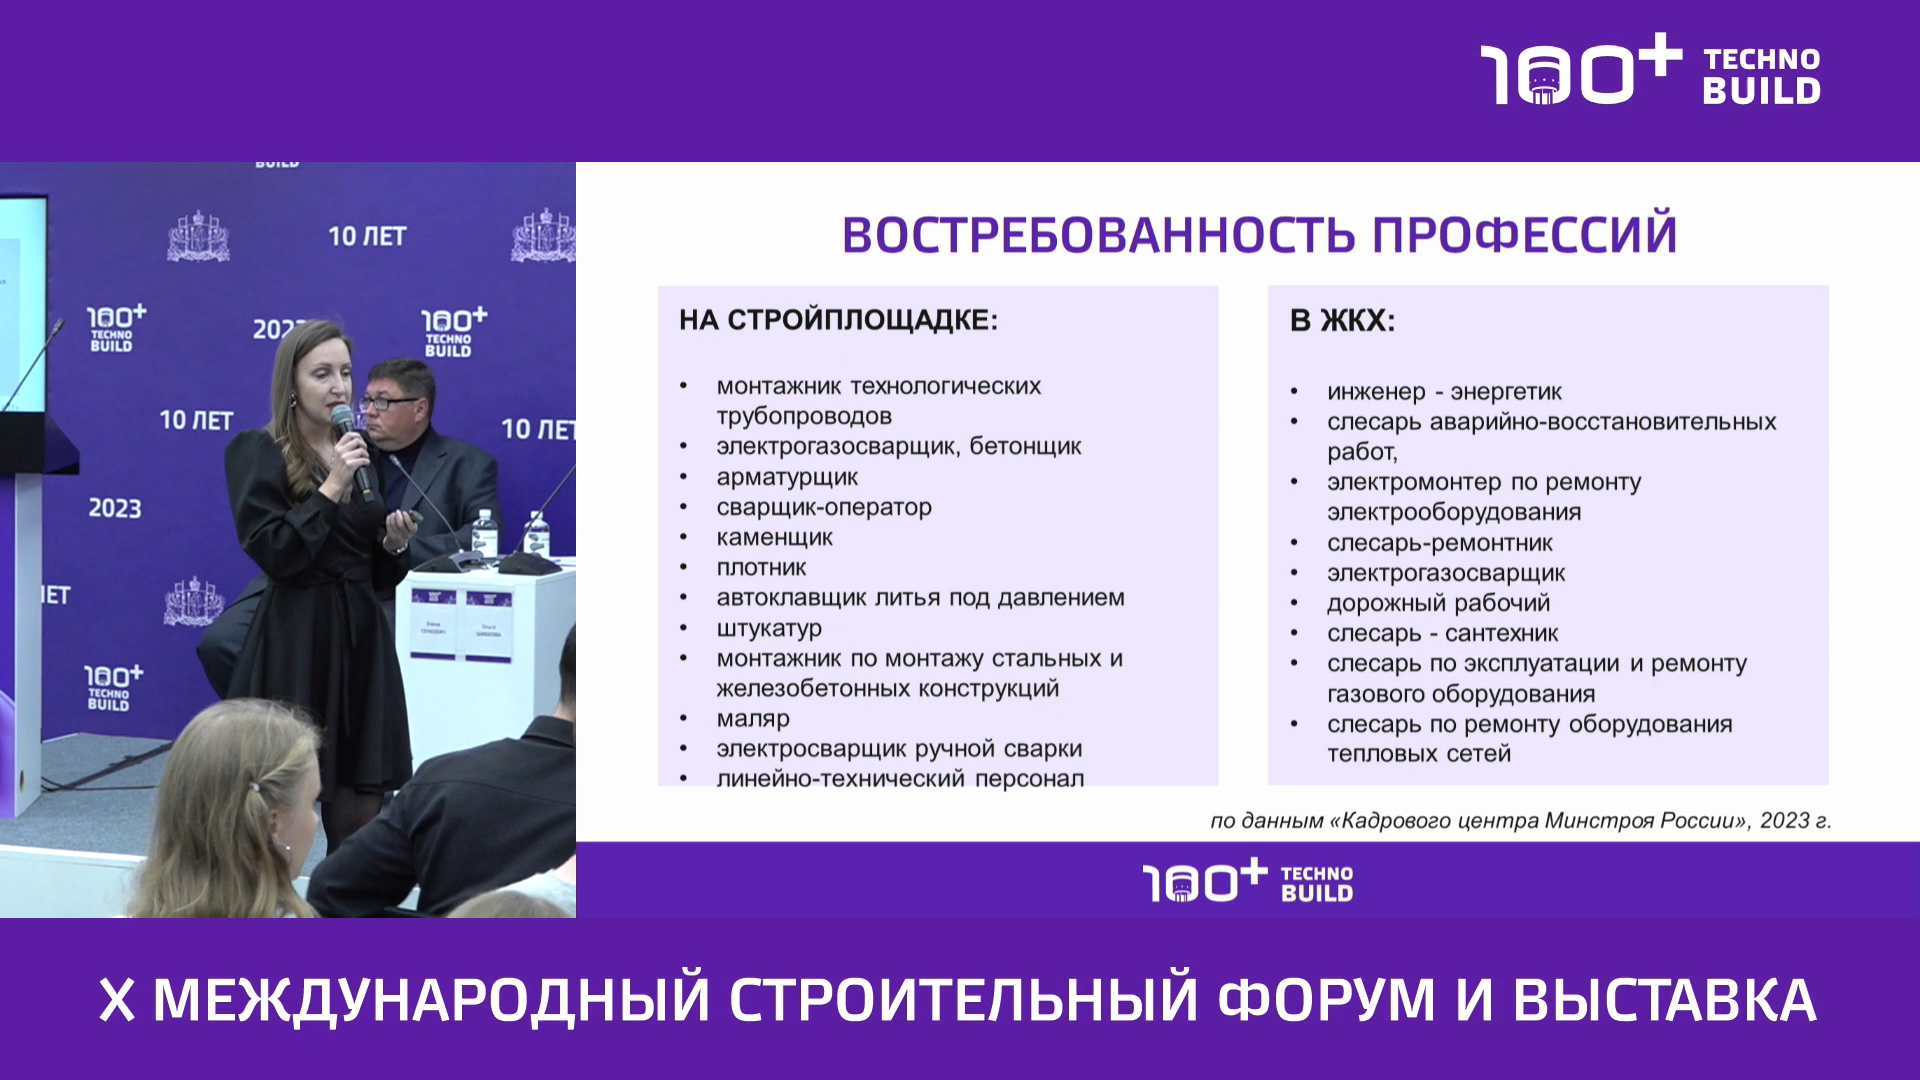 100+ TECHNO
BUILD
BUILD
10 ЛЕТ
100+
TECHNO
BUILD
2023
100+
TECHNO
BUILD
10 ЛЕТ
10 ЛЕТ
2023
ЛЕТ
100+
TECHNO
BUILD
ВОСТРЕБОВАННОСТЬ ПРОФЕССИЙ
НА СТРОЙПЛОЩАДКЕ:
• монтажник технологических
трубопроводов
• электрогазосварщик, бетонщик
• арматурщик
• сварщик-оператор
• каменщик
• плотник
• автоклавщик литья под давлением
• штукатур
• монтажник по монтажу стальных и
железобетонных конструкций
• маляр
• электросварщик ручной сварки
• линейно-технический персонал
В ЖКХ:
• инженер - энергетик
• слесарь аварийно-восстановительных
работ,
• электромонтер по ремонту
электрооборудования
• слесарь-ремонтник
• электрогазосварщик
• дорожный рабочий
• слесарь - сантехник
• слесарь по эксплуатации и ремонту
газового оборудования
• слесарь по ремонту оборудования
тепловых сетей
по данным «Кадрового центра Минстроя России», 2023 г.
100+ TECHNO
BUILD
X МЕЖДУНАРОДНЫЙ СТРОИТЕЛЬНЫЙ ФОРУМ И ВЫСТАВКА